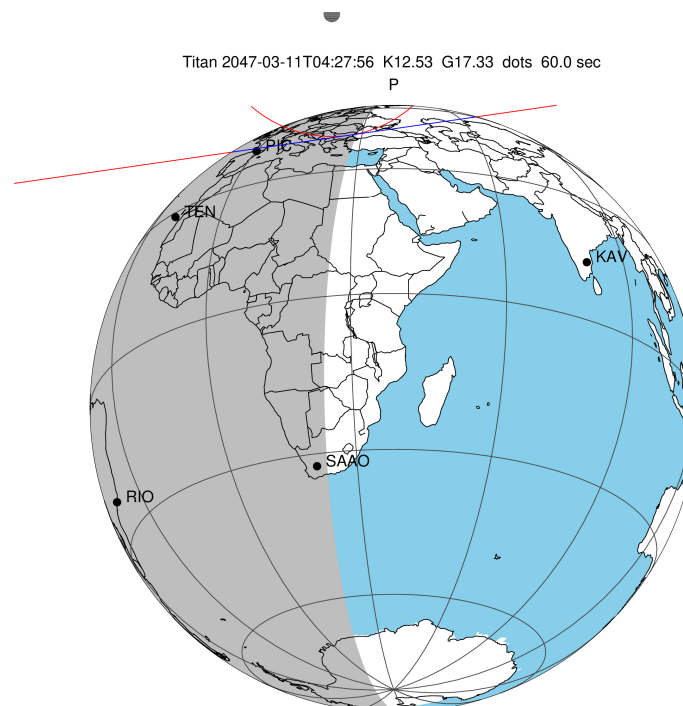 Titan 2047-03-11T04:27:56 K12.53 G17.33 dots 60.0 sec
P
PIC
TEN
KAV
SAAO
RIO